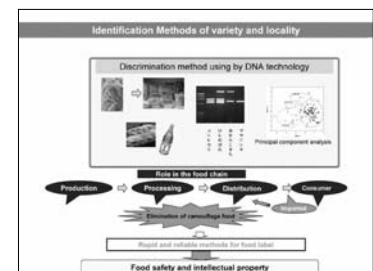 Identification Methods of variety and locality
Discrimination method using by DNA technology
Principal component analysis
Role in the food chain
Production
Processing
Distribution
Consumer
Imported
Elimination of camouflage food
Rapid and reliable methods for food label
Food safety and intellectual property